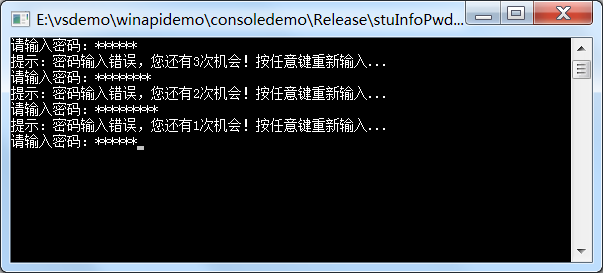 E:\vsdemo\winapidemo\consoledemo\Release\stuInfoPwd...
请输入密码：******
提示：密码输入错误，您还有3次机会！按任意键重新输入...
请输入密码：********
提示：密码输入错误，您还有2次机会！按任意键重新输入...
请输入密码：*********
提示：密码输入错误，您还有1次机会！按任意键重新输入...
请输入密码：******